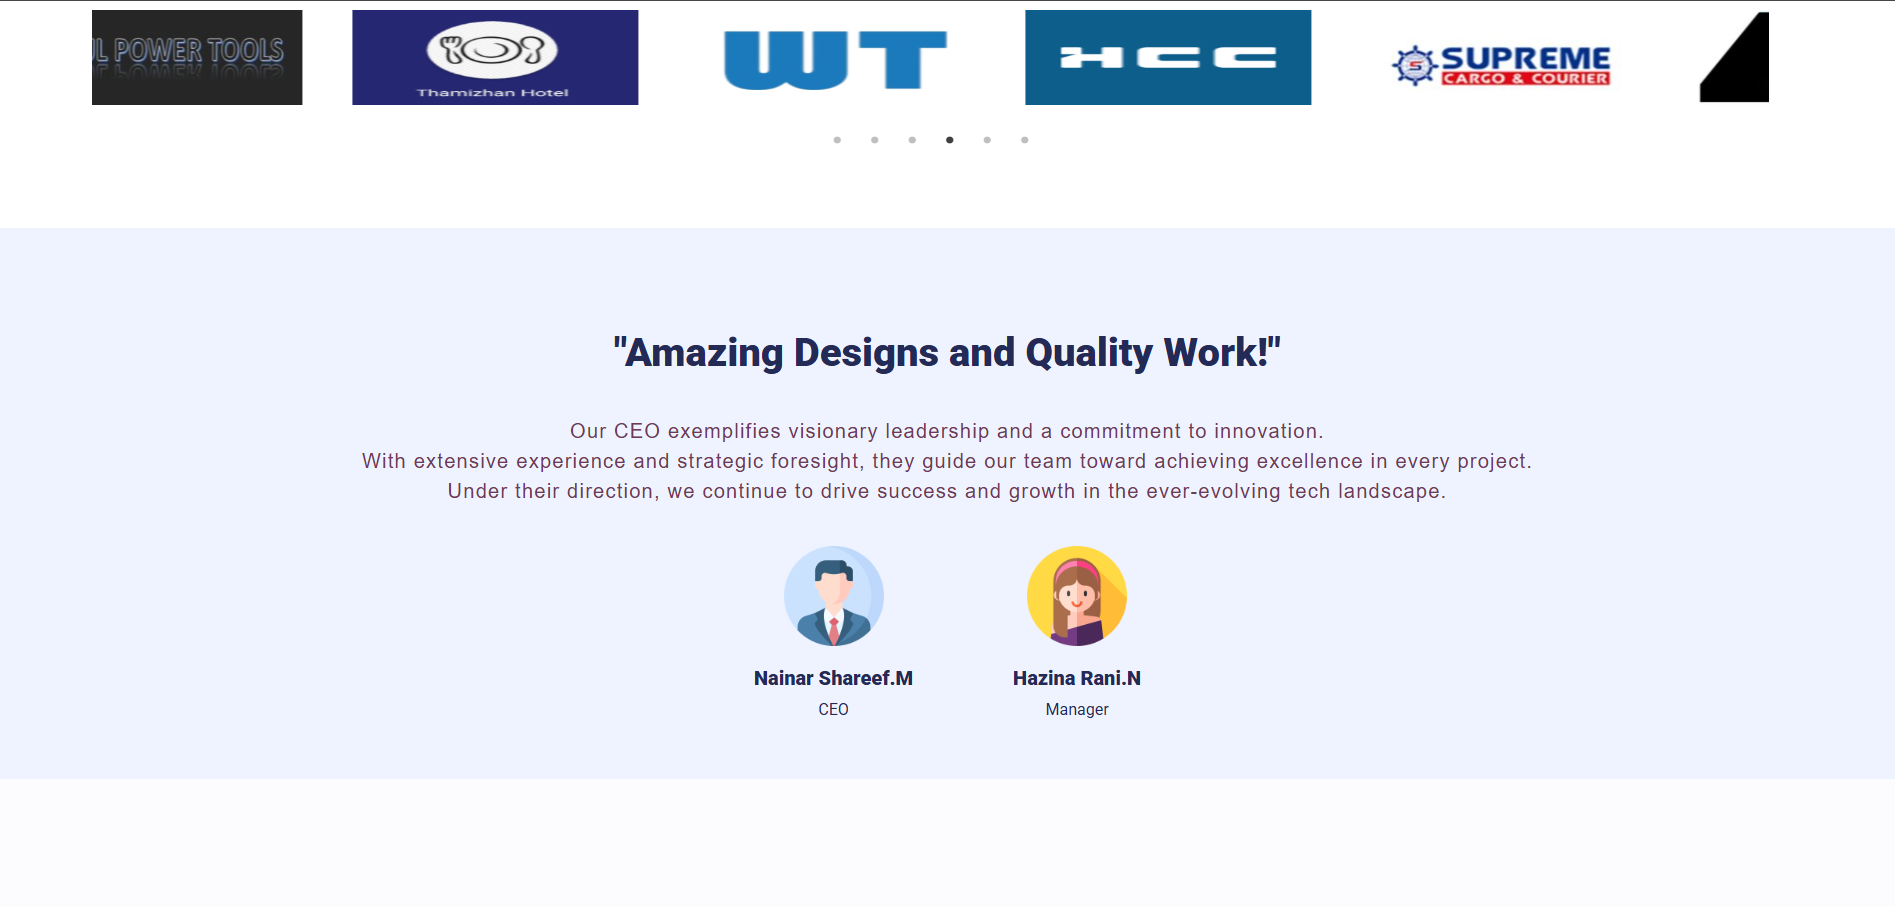 POWER TOOLS
Thamizhan Hotel
WT
HCC
SUPREME
CARGO & COURIER
"Amazing Designs and Quality Work!"
Our CEO exemplifies visionary leadership and a commitment to innovation.
With extensive experience and strategic foresight, they guide our team toward achieving excellence in every project.
Under their direction, we continue to drive success and growth in the ever-evolving tech landscape.
Nainar Shareef.M
Hazina Rani.N
CEO
Manager